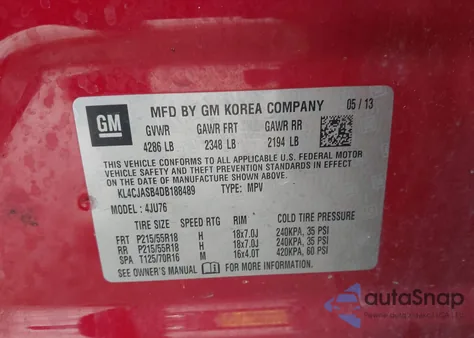 GM
MFD BY GM KOREA COMPANY 05/13
GVWR GAWR FRT GAWR RR
4286 LB 2348 LB 2194 LB
THIS VEHICLE CONFORMS TO ALL APPLICABLE U.S. FEDERAL MOTOR
VEHICLE SAFETY AND THEFT PREVENTION STANDARDS IN EFFECT
ON THE DATE OF MANUFACTURE SHOWN ABOVE.
KL4CJASB4DB188489 TYPE: MPV
MODEL: 4JU76
TIRE SIZE SPEED RTG RIM COLD TIRE PRESSURE
FRT P215/55R18 H 18x7.0J 240KPA, 35 PSI
RR P215/55R18 H 18x7.0J 240KPA, 35 PSI
SPA T125/70R16 M 16x4.0T 420KPA, 60 PSI
SEE OWNER'S MANUAL FOR MORE INFORMATION.
autoSnap